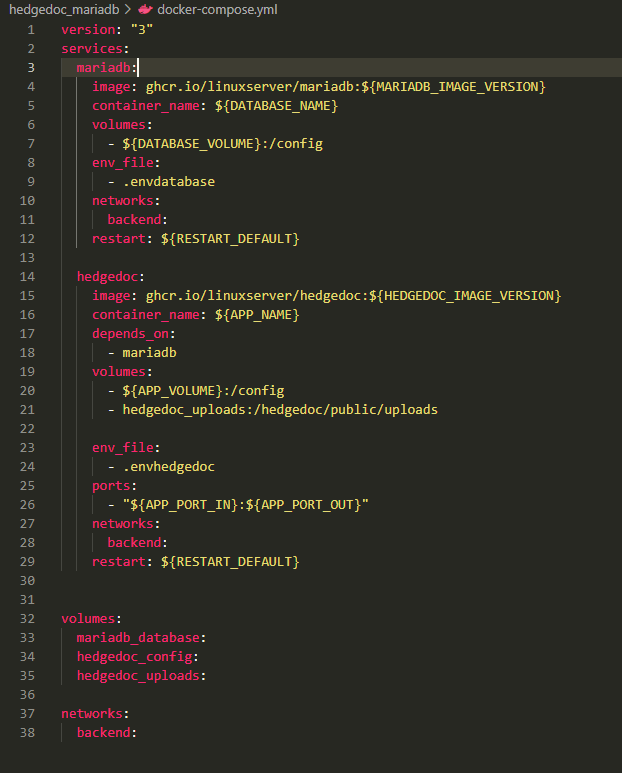 hedgedoc_mariadb > docker-compose.yml
1 version: "3"
2 services:
3   mariadb:
4     image: ghcr.io/linuxserver/mariadb:${MARIADB_IMAGE_VERSION}
5     container_name: ${DATABASE_NAME}
6     volumes:
7       - ${DATABASE_VOLUME}:/config
8     env_file:
9       - .envdatabase
10     networks:
11       backend:
12     restart: ${RESTART_DEFAULT}
13
14   hedgedoc:
15     image: ghcr.io/linuxserver/hedgedoc:${HEDGEDOC_IMAGE_VERSION}
16     container_name: ${APP_NAME}
17     depends_on:
18       - mariadb
19     volumes:
20       - ${APP_VOLUME}:/config
21       - hedgedoc_uploads:/hedgedoc/public/uploads
22
23     env_file:
24       - .envhedgedoc
25     ports:
26       - "${APP_PORT_IN}:${APP_PORT_OUT}"
27     networks:
28       backend:
29     restart: ${RESTART_DEFAULT}
30
31
32 volumes:
33   mariadb_database:
34   hedgedoc_config:
35   hedgedoc_uploads:
36
37 networks:
38   backend: